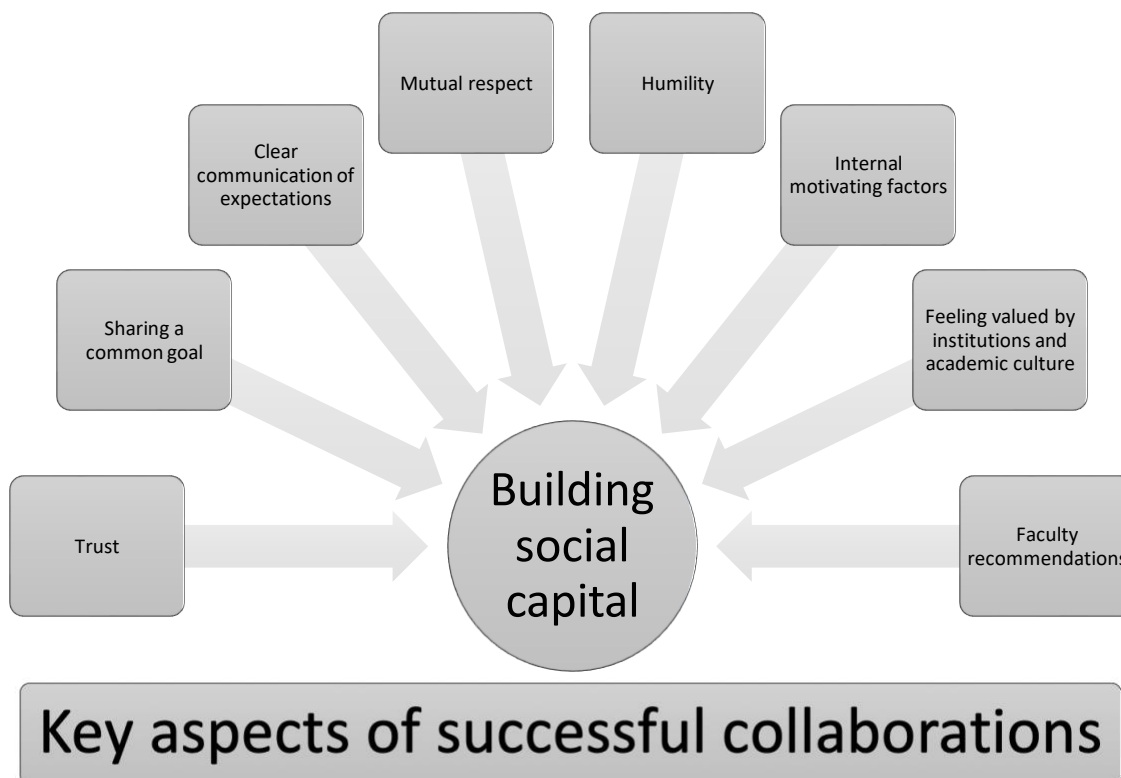 Mutual respect
Humility
Clear
communication of
expectations
Internal
motivating factors
Sharing a
common goal
Feeling valued by
institutions and
academic culture
Trust
Building
social
capital
Faculty
recommendations
Key aspects of successful collaborations